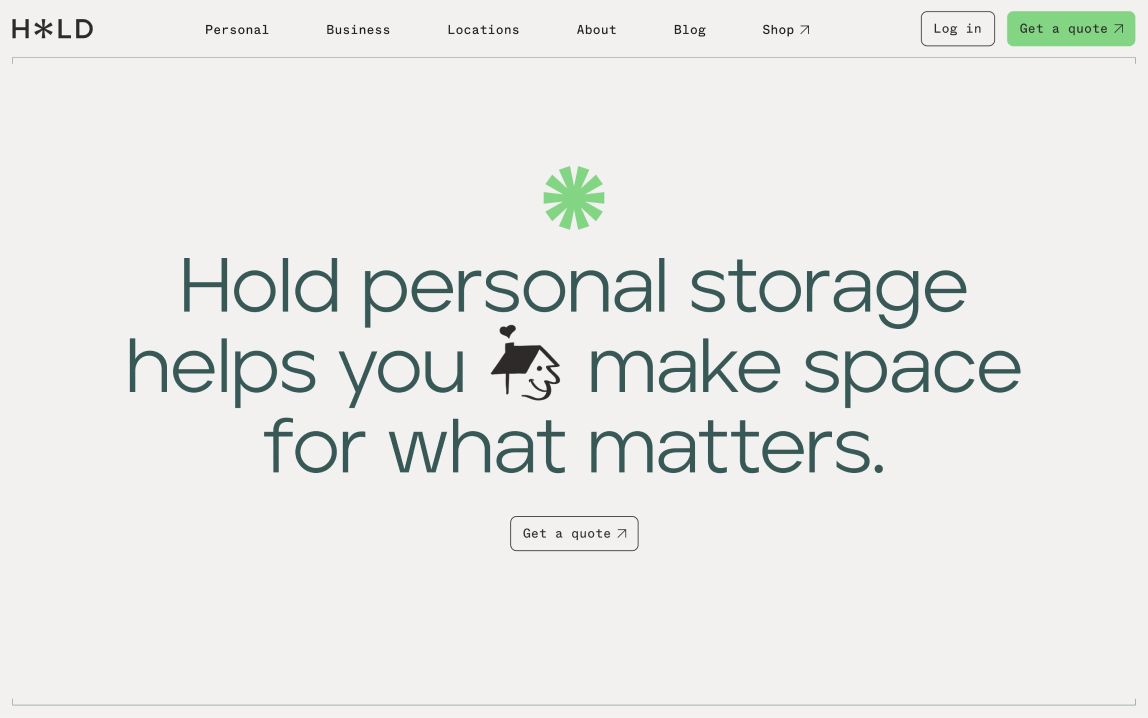 H*LD
Personal
Business
Locations
About
Blog
Shop
Log in
Get a quote
Hold personal storage
helps you make space
for what matters.
Get a quote